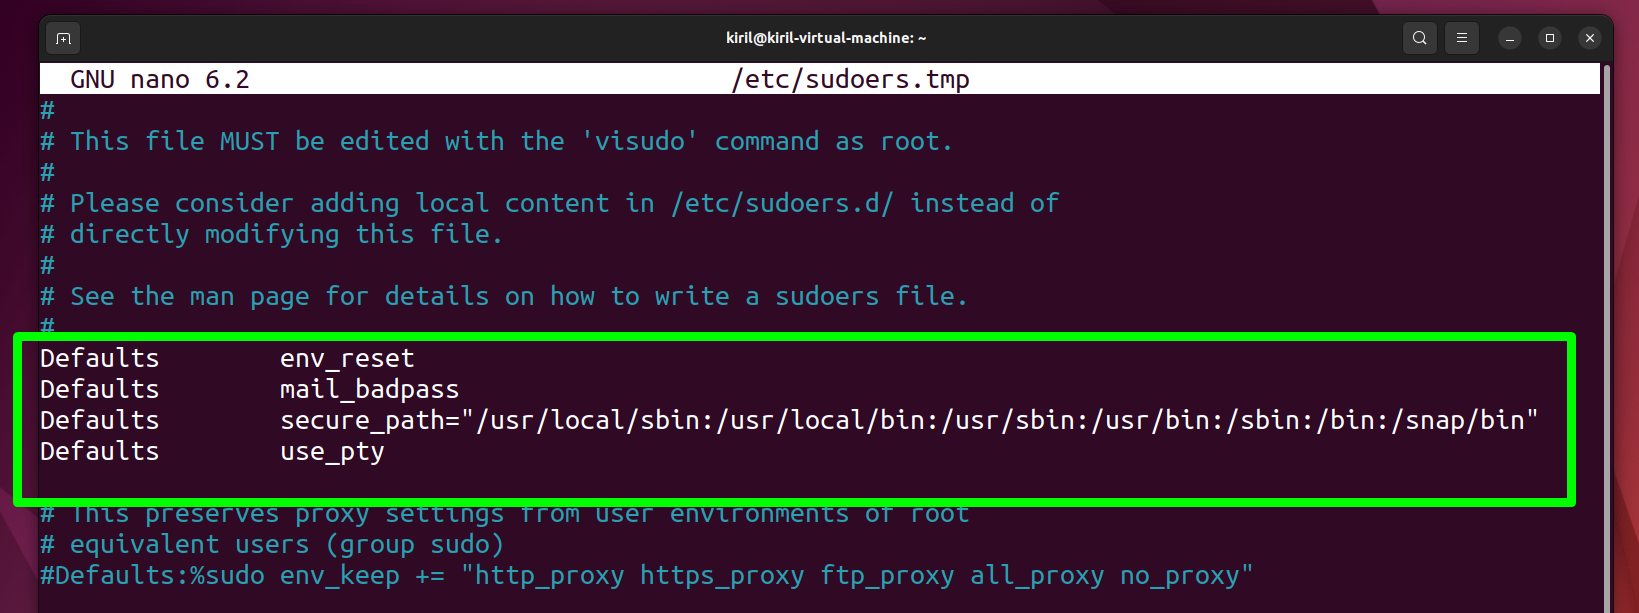 kiril@kiril-virtual-machine: ~
GNU nano 6.2 /etc/sudoers.tmp
#
# This file MUST be edited with the 'visudo' command as root.
#
# Please consider adding local content in /etc/sudoers.d/ instead of
# directly modifying this file.
#
# See the man page for details on how to write a sudoers file.
#
Defaults env_reset
Defaults mail_badpass
Defaults secure_path="/usr/local/sbin:/usr/local/bin:/usr/sbin:/usr/bin:/sbin:/bin:/snap/bin"
Defaults use_pty
# This preserves proxy settings from user environments of root
# equivalent users (group sudo)
#Defaults:%sudo env_keep += "http_proxy https_proxy ftp_proxy all_proxy no_proxy"